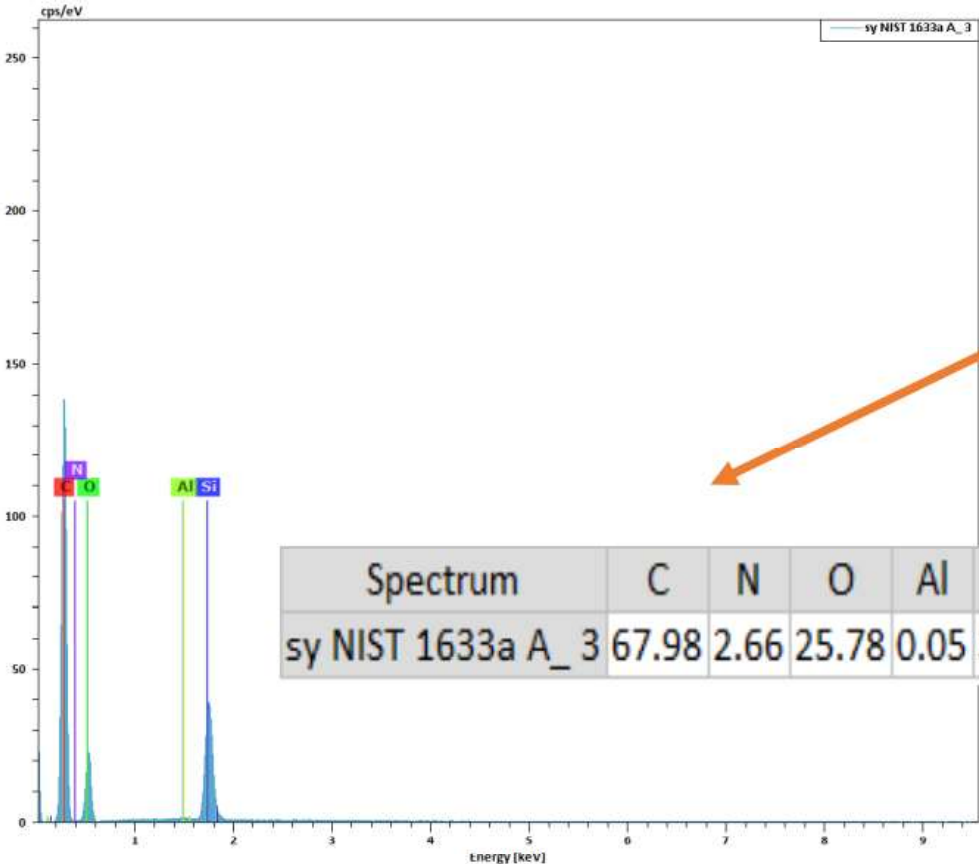 cps/eV
sy NIST 1633a A_ 3
250
200
150
100
50
0
N
C O Al Si
Spectrum C N O Al
sy NIST 1633a A_ 3 67.98 2.66 25.78 0.05
1 2 3 4 5 6 7 8 9
Energy [keV]